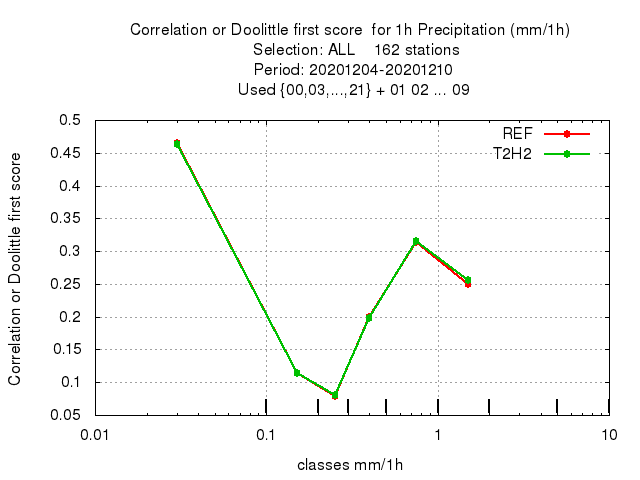 Correlation or Doolittle first score  for 1h Precipitation (mm/1h)
Selection: ALL    162 stations
Period: 20201204-20201210
Used {00,03,...,21} + 01 02 ... 09
REF
T2H2
0.5
0.45
0.4
0.35
0.3
0.25
0.2
0.15
0.1
0.05
Correlation or Doolittle first score
0.01
0.1
1
10
classes mm/1h